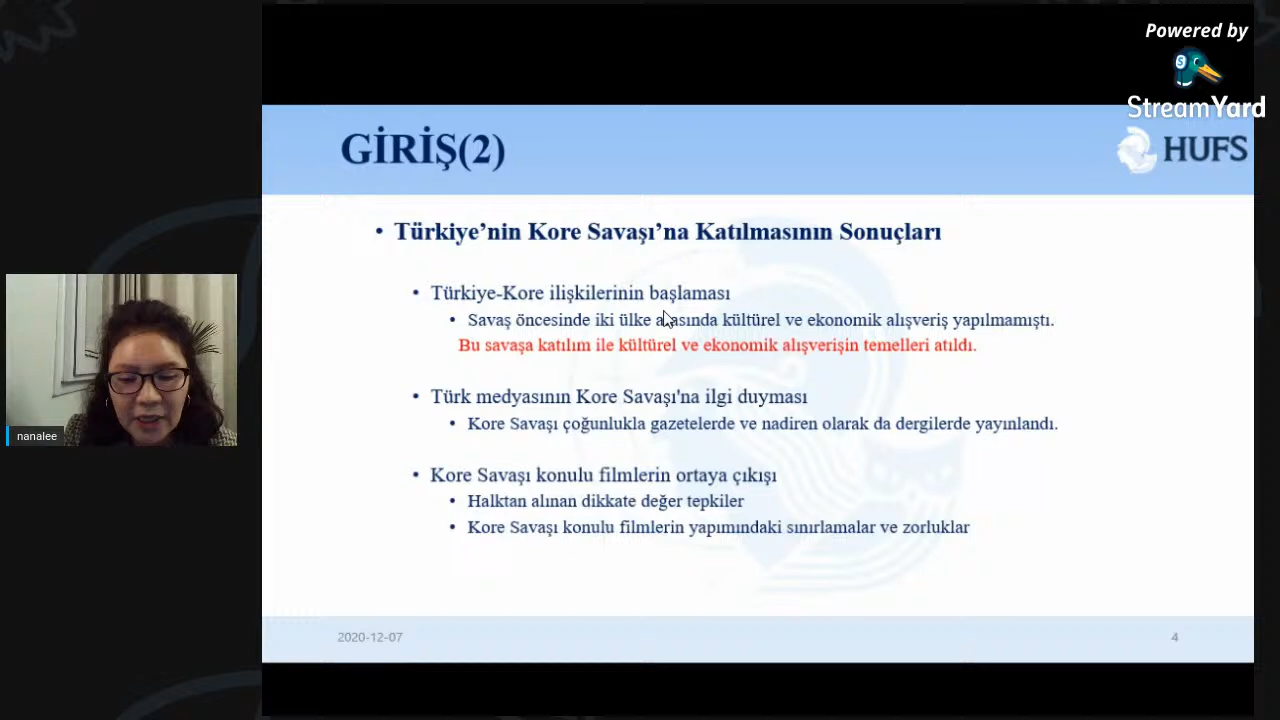 Powered by
StreamYard
GİRİŞ(2)
HUFS
• Türkiye’nin Kore Savaşı’na Katılmasının Sonuçları
• Türkiye-Kore ilişkilerinin başlaması
• Savaş öncesinde iki ülke arasında kültürel ve ekonomik alışveriş yapılmamıştı.
Bu savaşa katılım ile kültürel ve ekonomik alışverişin temelleri atıldı.
• Türk medyasının Kore Savaşı'na ilgi duyması
• Kore Savaşı çoğunlukla gazetelerde ve nadiren olarak da dergilerde yayınlandı.
• Kore Savaşı konulu filmlerin ortaya çıkışı
• Halktan alınan dikkate değer tepkiler
• Kore Savaşı konulu filmlerin yapımındaki sınırlamalar ve zorluklar
nanalee
2020-12-07
4